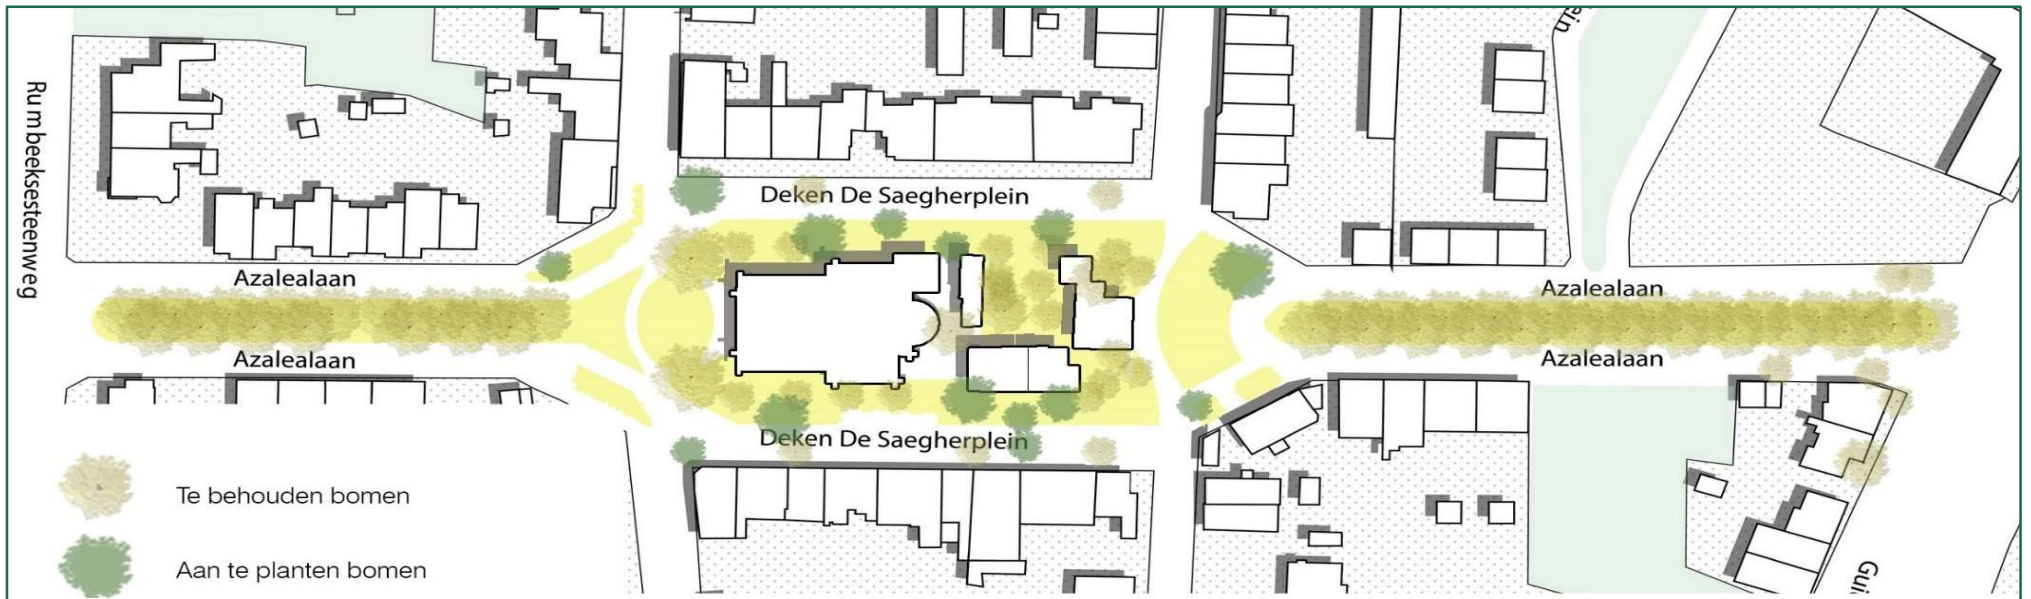 Rumbeeksesteenweg
Deken De Saegherplein
Azalealaan
Azalealaan
Azalealaan
Azalealaan
Deken De Saegherplein
Te behouden bomen
Aan te planten bomen